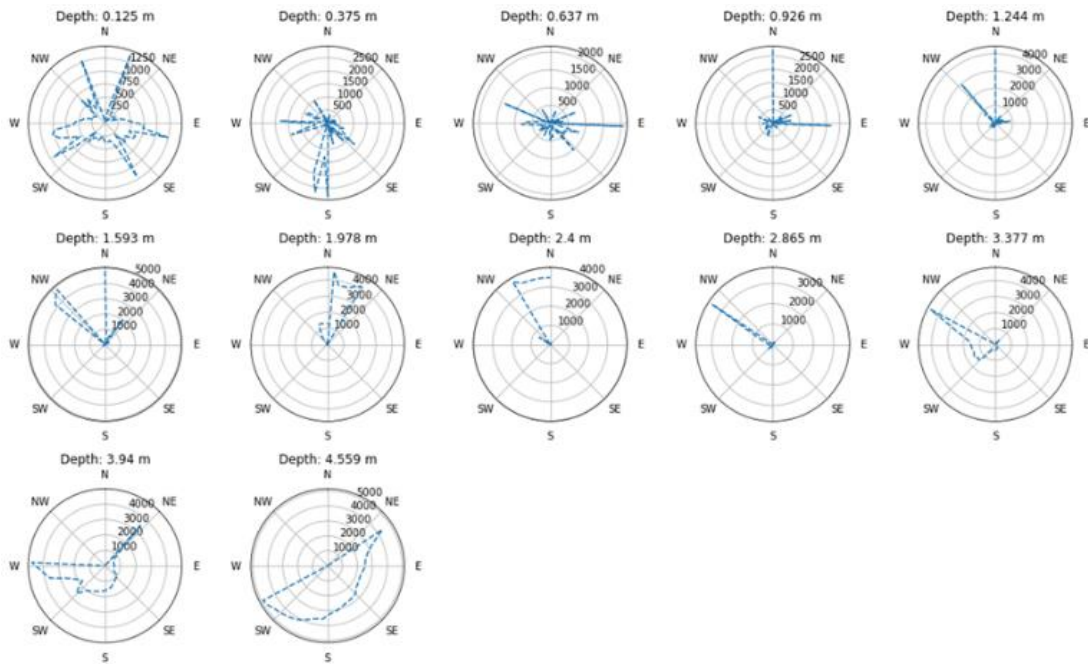 Depth: 0.125 m
N
NW
NE
1250
1000
750
500
250
W
E
SW
SE
S
Depth: 0.375 m
N
NW
NE
2500
2000
1500
1000
500
W
E
SW
SE
S
Depth: 0.637 m
N
NW
NE
2000
1500
1000
500
W
E
SW
SE
S
Depth: 0.926 m
N
NW
NE
2500
2000
1500
1000
500
W
E
SW
SE
S
Depth: 1.244 m
N
NW
NE
4000
3000
2000
1000
W
E
SW
SE
S
Depth: 1.593 m
N
NW
NE
5000
4000
3000
2000
1000
W
E
SW
SE
S
Depth: 1.978 m
N
NW
NE
4000
3000
2000
1000
W
E
SW
SE
S
Depth: 2.4 m
N
NW
NE
4000
3000
2000
1000
W
E
SW
SE
S
Depth: 2.865 m
N
NW
NE
3000
2000
1000
W
E
SW
SE
S
Depth: 3.377 m
N
NW
NE
4000
3000
2000
1000
W
E
SW
SE
S
Depth: 3.94 m
N
NW
NE
4000
3000
2000
1000
W
E
SW
SE
S
Depth: 4.559 m
N
NW
NE
5000
4000
3000
2000
1000
W
E
SW
SE
S